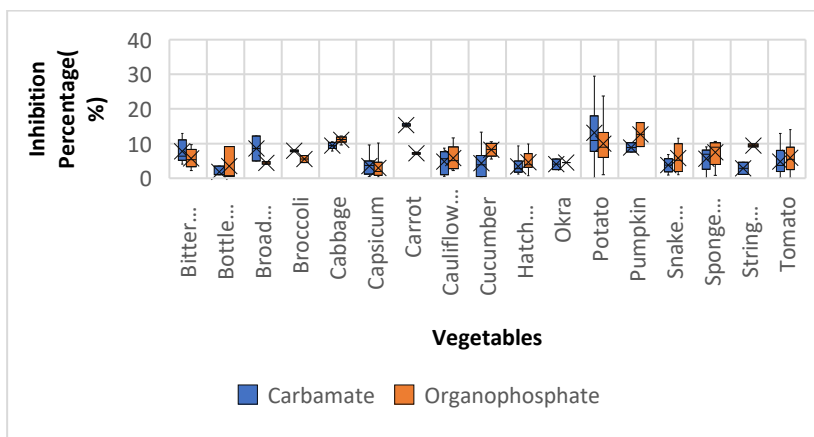 Inhibition
Percentage(
%)
40
30
20
10
0
Bitter...
Bottle...
Broad...
Broccoli
Cabbage
Capsicum
Carrot
Cauliflow...
Cucumber
Hatch...
Okra
Potato
Pumpkin
Snake...
Sponge...
String...
Tomato
Vegetables
Carbamate
Organophosphate